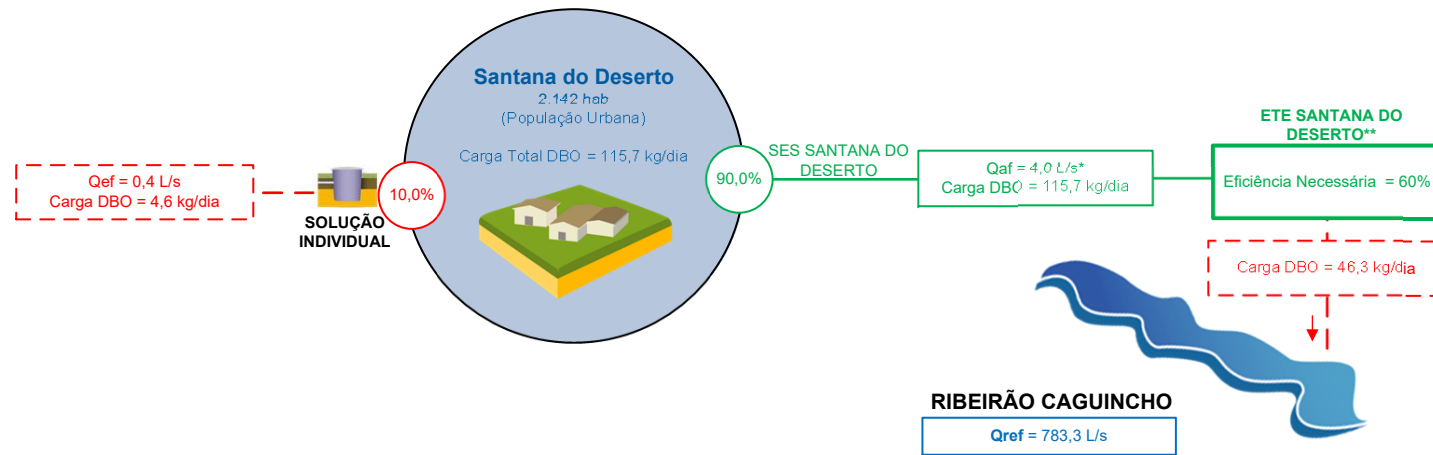 Santana do Deserto
2.142 hab
(População Urbana)
Carga Total DBO = 115,7 kg/dia
Qef = 0,4 L/s
Carga DBO = 4,6 kg/dia
SOLUÇÃO
INDIVIDUAL
10,0%
90,0%
SES SANTANA DO
DESERTO
Qaf = 4,0 L/s*
Carga DBO = 115,7 kg/dia
ETE SANTANA DO
DESERTO**
Eficiência Necessária = 60%
Carga DBO = 46,3 kg/dia
RIBEIRÃO CAGUINCHO
Qref = 783,3 L/s